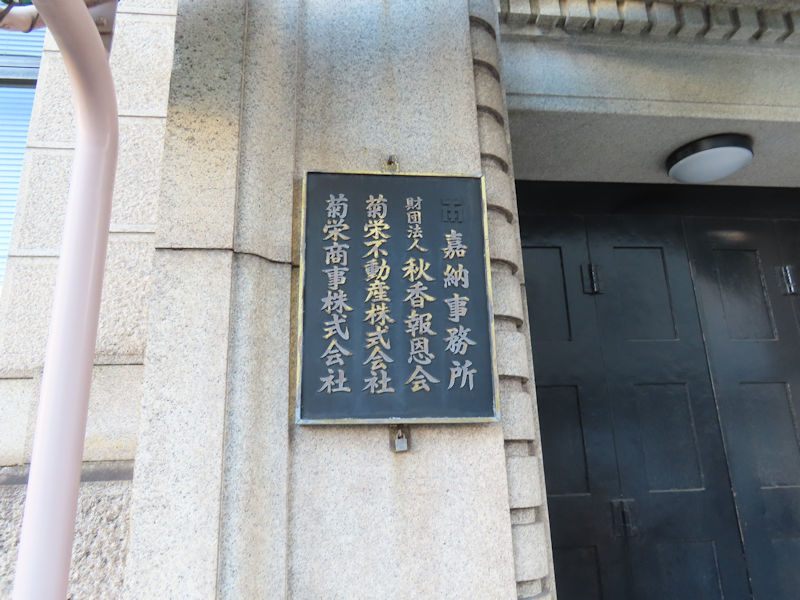 嘉納事務所
財団法人 秋香報恩会
菊栄不動産株式会社
菊栄商事株式会社